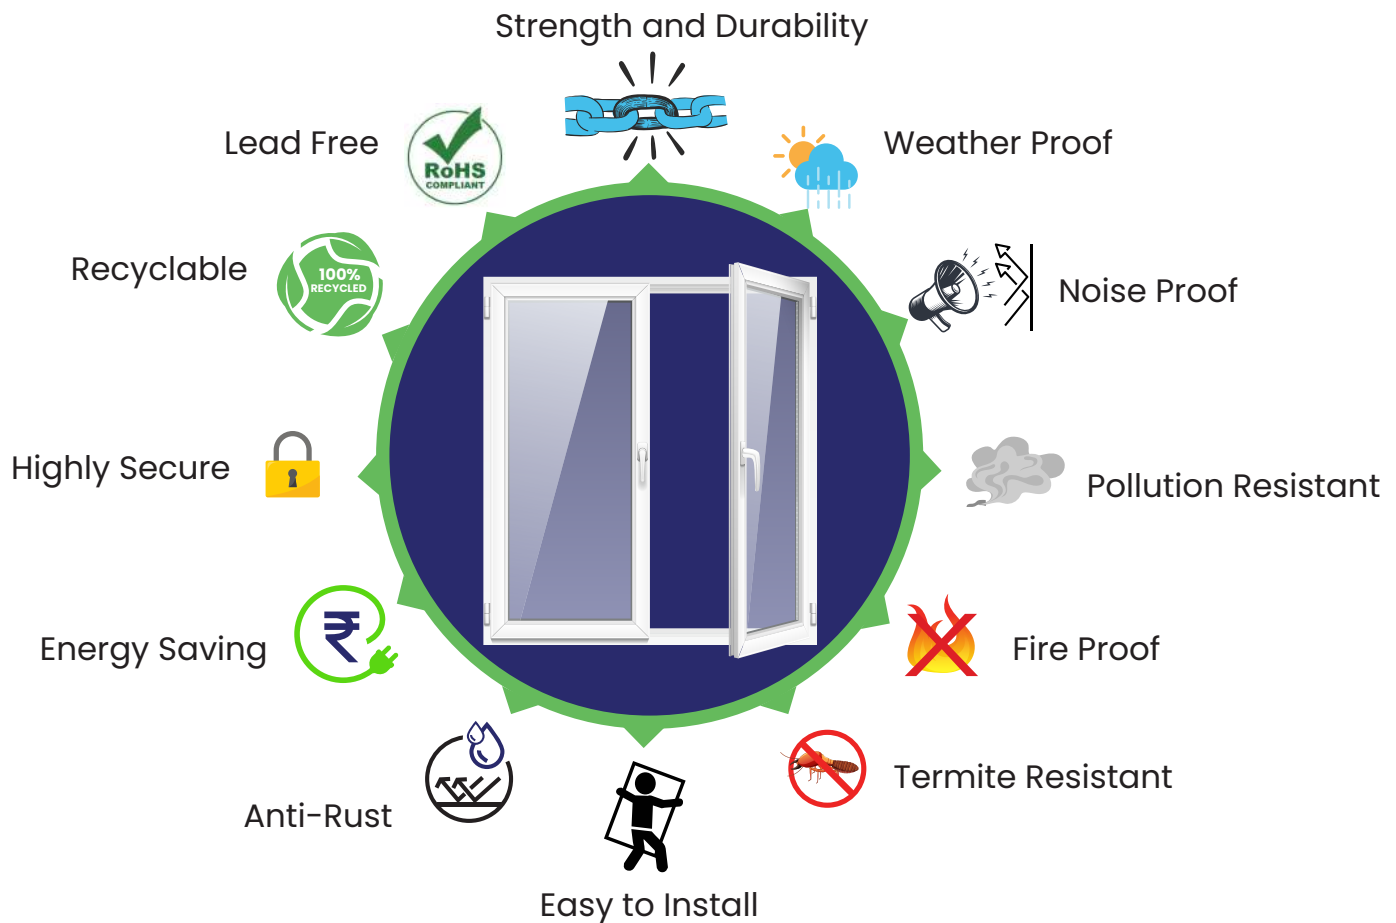 Strength and Durability
Lead Free
RoHS
COMPLIANT
Weather Proof
Recyclable
100%
RECYCLED
Noise Proof
Highly Secure
Pollution Resistant
Energy Saving
₹
Fire Proof
Anti-Rust
Termite Resistant
Easy to Install